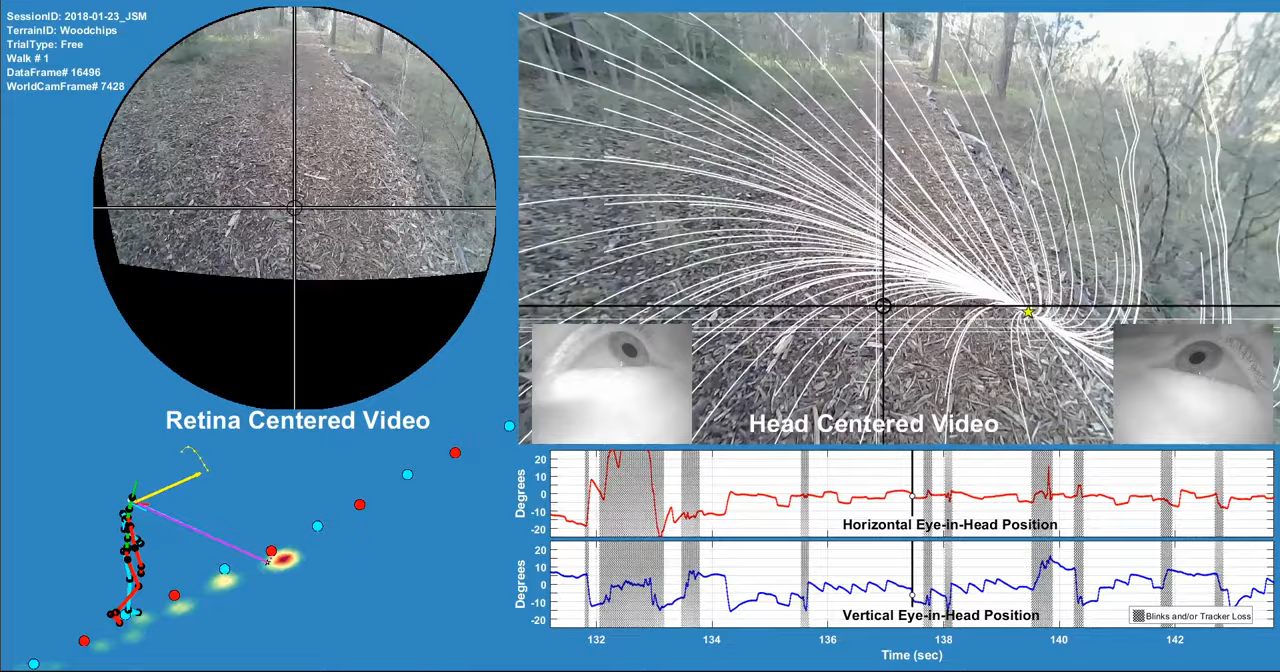 SessionID: 2018-01-23_JSM
TerrainID: Woodchips
TrialType: Free
Walk # 1
DataFrame# 16496
WorldCamFrame# 7428
Retina Centered Video
Head Centered Video
Degrees
20
10
0
-10
-20
Horizontal Eye-in-Head Position
Degrees
20
10
0
-10
-20
Vertical Eye-in-Head Position
Blinks and/or Tracker Loss
132 134 136 138 140 142
Time (sec)